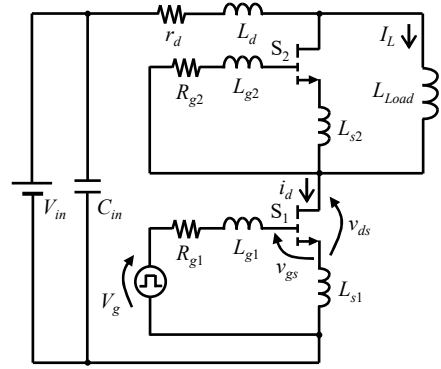 r_d
L_d
S_2
I_L
R_g2
L_g2
L_Load
L_s2
V_in
C_in
i_d
S_1
R_g1
L_g1
v_gs
v_ds
V_g
L_s1